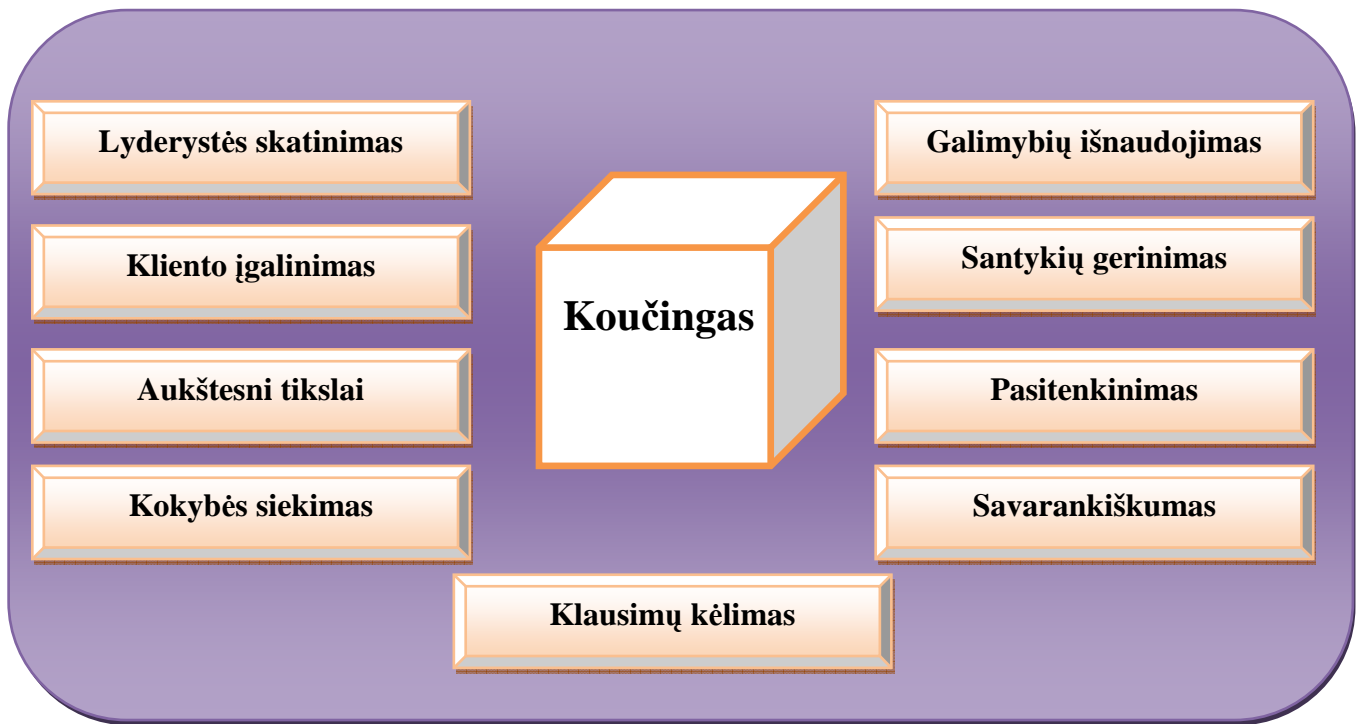 Lyderystės skatinimas
Kliento įgalinimas
Aukštesni tikslai
Kokybės siekimas
Koučingas
Galimybių išnaudojimas
Santykių gerinimas
Pasitenkinimas
Savarankiškumas
Klausimų kėlimas